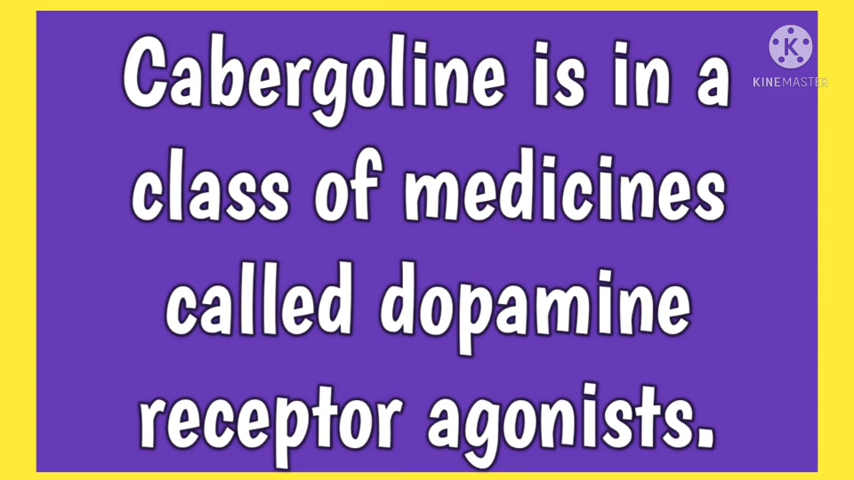 Cabergoline is in a
class of medicines
called dopamine
receptor agonists.
K
KINEMASTER